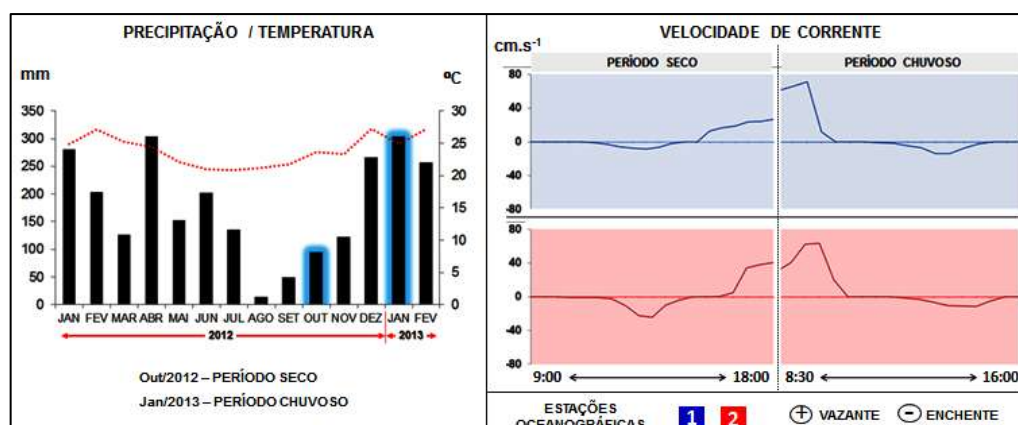 PRECIPITAÇÃO / TEMPERATURA
mm
ºC
350
300
250
200
150
100
50
0
30
25
20
15
10
5
0
JAN FEV MAR ABR MAI JUN JUL AGO SET OUT NOV DEZ JAN FEV
2012 2013
Out/2012 – PERÍODO SECO
Jan/2013 – PERÍODO CHUVOSO
VELOCIDADE DE CORRENTE
cm.s-1
PERÍODO SECO PERÍODO CHUVOSO
80
40
0
-40
-80
80
40
0
-40
-80
9:00 18:00 8:30 16:00
ESTAÇÕES
OCEANOGRÁFICAS
1 2
+ VAZANTE - ENCHENTE